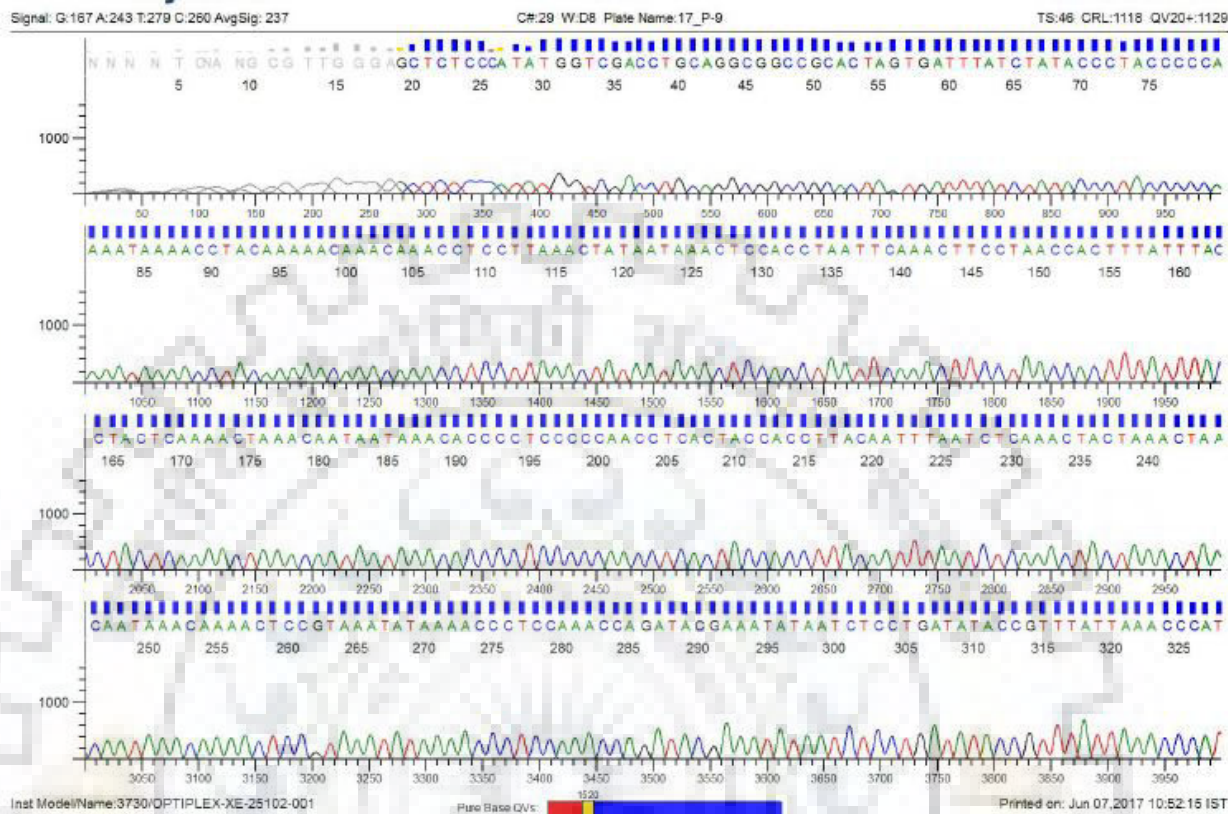 Signal: G:167 A:243 T:279 C:260 AvgSig: 237
C#:29 W:D8 Plate Name:17_P-9
TS:46 CRL:1118 QV20+:1129
N N N N T CNA NG CG TTGGGAGCTCTCCCATATGGTCGACCTGCAGGCGGCCGCACTAGTGATTTATCTATACCCTACCCCCA
5 10 15 20 25 30 35 40 45 50 55 60 65 70 75
1000
50 100 150 200 250 300 350 400 450 500 550 600 650 700 750 800 850 900 950
AAATAAAACCTACAAAAACAAACAAACCTCCTTAAACTATAATAAACTCCACCTAATTCAAACTTCCTAACCACTTTATTTAC
85 90 95 100 105 110 115 120 125 130 135 140 145 150 155 160
1000
1050 1100 1150 1200 1250 1300 1350 1400 1450 1500 1550 1600 1650 1700 1750 1800 1850 1900 1950
CTACTCAAAACTAAACAATAATAAACACCCCTCCCCCAACCTCACTACCACCTTACAATTTAATCTCAAACTACTAAACTAA
165 170 175 180 185 190 195 200 205 210 215 220 225 230 235 240
1000
2050 2100 2150 2200 2250 2300 2350 2400 2450 2500 2550 2600 2650 2700 2750 2800 2850 2900 2950
CAATAAACAAAACTCCGTAAATATAAAACCCTCCAAACCAGATACGAAATATAATCTCCTGATATACCGTTTATTAAACCCAT
250 255 260 265 270 275 280 285 290 295 300 305 310 315 320 325
1000
3050 3100 3150 3200 3250 3300 3350 3400 3450 3500 3550 3600 3650 3700 3750 3800 3850 3900 3950
Inst Model/Name:3730/OPTIPLEX-XE-25102-001
Pure Base QVs:
1520
Printed on: Jun 07,2017 10:52:15 IST